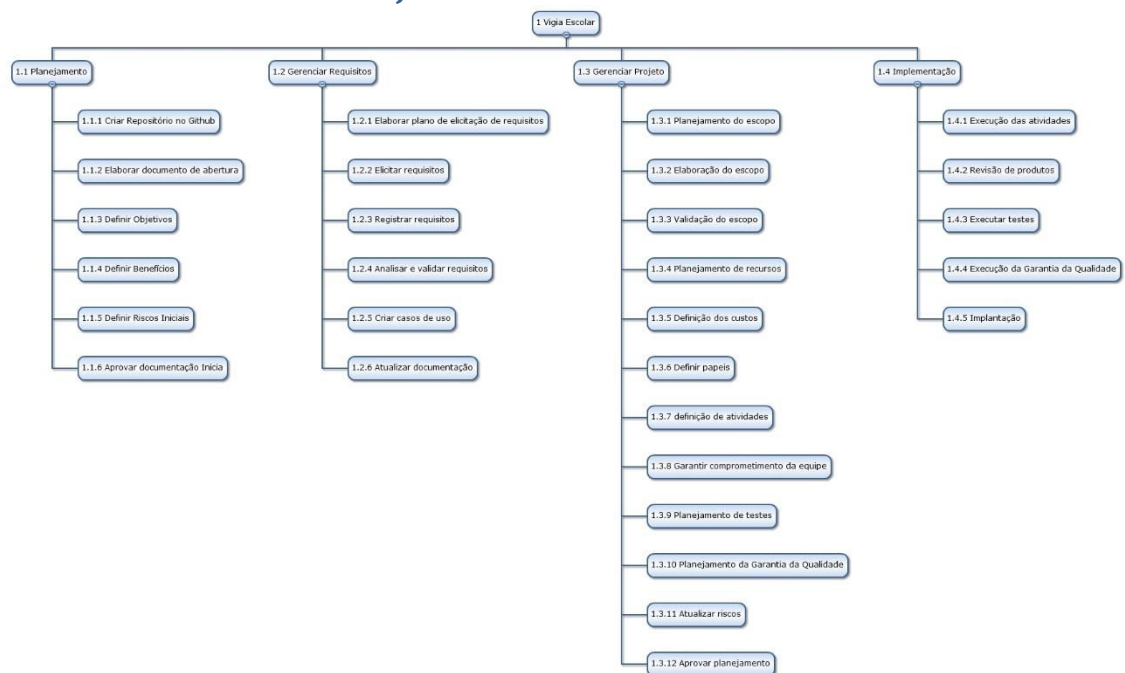 1 Vigia Escolar
1.1 Planejamento
1.1.1 Criar Repositório no Github
1.1.2 Elaborar documento de abertura
1.1.3 Definir Objetivos
1.1.4 Definir Benefícios
1.1.5 Definir Riscos Iniciais
1.1.6 Aprovar documentação Inicia
1.2 Gerenciar Requisitos
1.2.1 Elaborar plano de elicitação de requisitos
1.2.2 Elicitar requisitos
1.2.3 Registrar requisitos
1.2.4 Analisar e validar requisitos
1.2.5 Criar casos de uso
1.2.6 Atualizar documentação
1.3 Gerenciar Projeto
1.3.1 Planejamento do escopo
1.3.2 Elaboração do escopo
1.3.3 Validação do escopo
1.3.4 Planejamento de recursos
1.3.5 Definição dos custos
1.3.6 Definir papeis
1.3.7 definição de atividades
1.3.8 Garantir comprometimento da equipe
1.3.9 Planejamento de testes
1.3.10 Planejamento da Garantia da Qualidade
1.3.11 Atualizar riscos
1.3.12 Aprovar planejamento
1.4 Implementação
1.4.1 Execução das atividades
1.4.2 Revisão de produtos
1.4.3 Executar testes
1.4.4 Execução da Garantia da Qualidade
1.4.5 Implantação